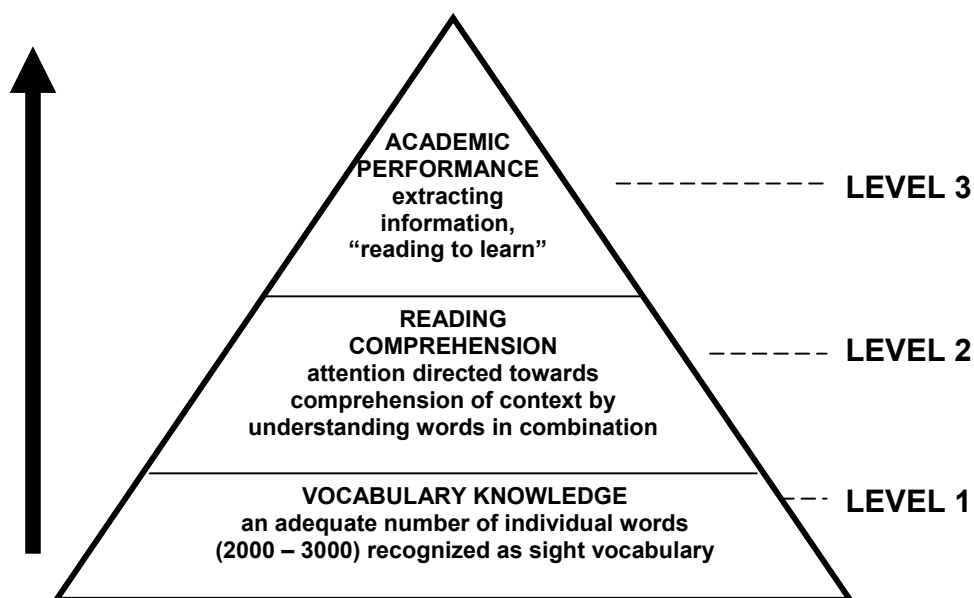 ACADEMIC
PERFORMANCE
extracting
information,
“reading to learn”
LEVEL 3
READING
COMPREHENSION
attention directed towards
comprehension of context by
understanding words in combination
LEVEL 2
VOCABULARY KNOWLEDGE
an adequate number of individual words
(2000 – 3000) recognized as sight vocabulary
LEVEL 1